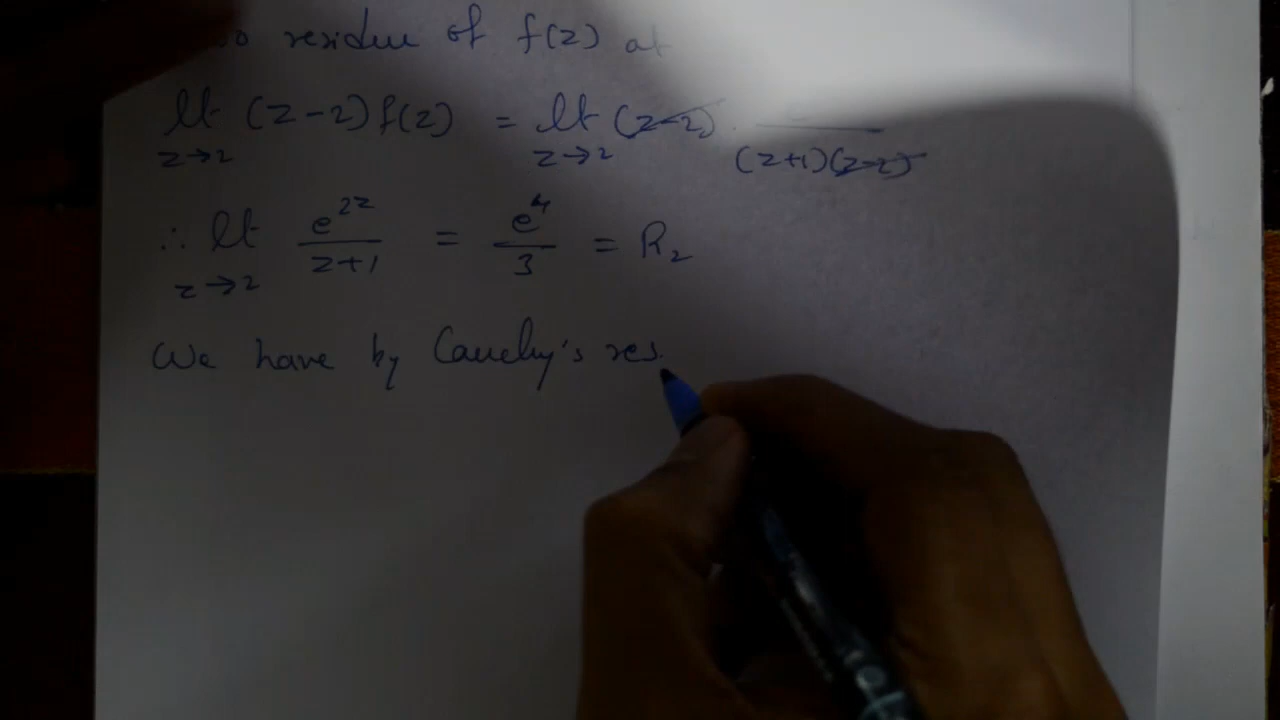 residue of f(z) at
lt z→2 (z-2) f(z) = lt z→2 (z-2) . — / (z+1)(z-2)
∴ lt z→2 e^2z / z+1 = e^4 / 3 = R2
We have by Cauchy's res